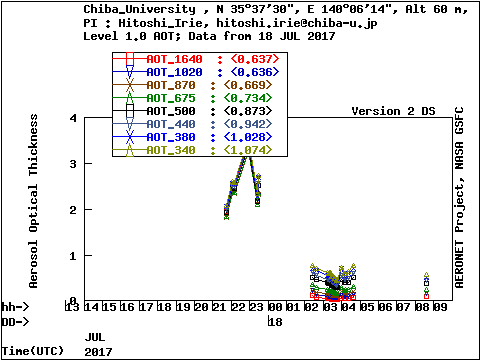 Chiba_University , N 35°37'30", E 140°06'14", Alt 60 m,
PI : Hitoshi_Irie, hitoshi.irie@chiba-u.jp
Level 1.0 AOT; Data from 18 JUL 2017
AOT_1640 : <0.637>
AOT_1020 : <0.636>
AOT_870 : <0.669>
AOT_675 : <0.734>
AOT_500 : <0.873>
AOT_440 : <0.942>
AOT_380 : <1.028>
AOT_340 : <1.074>
Version 2 DS
Aerosol Optical Thickness
4
3
2
1
0
AERONET Project, NASA GSFC
hh-> 13 14 15 16 17 18 19 20 21 22 23 00 01 02 03 04 05 06 07 08 09
DD-> 18
JUL
Time(UTC) 2017